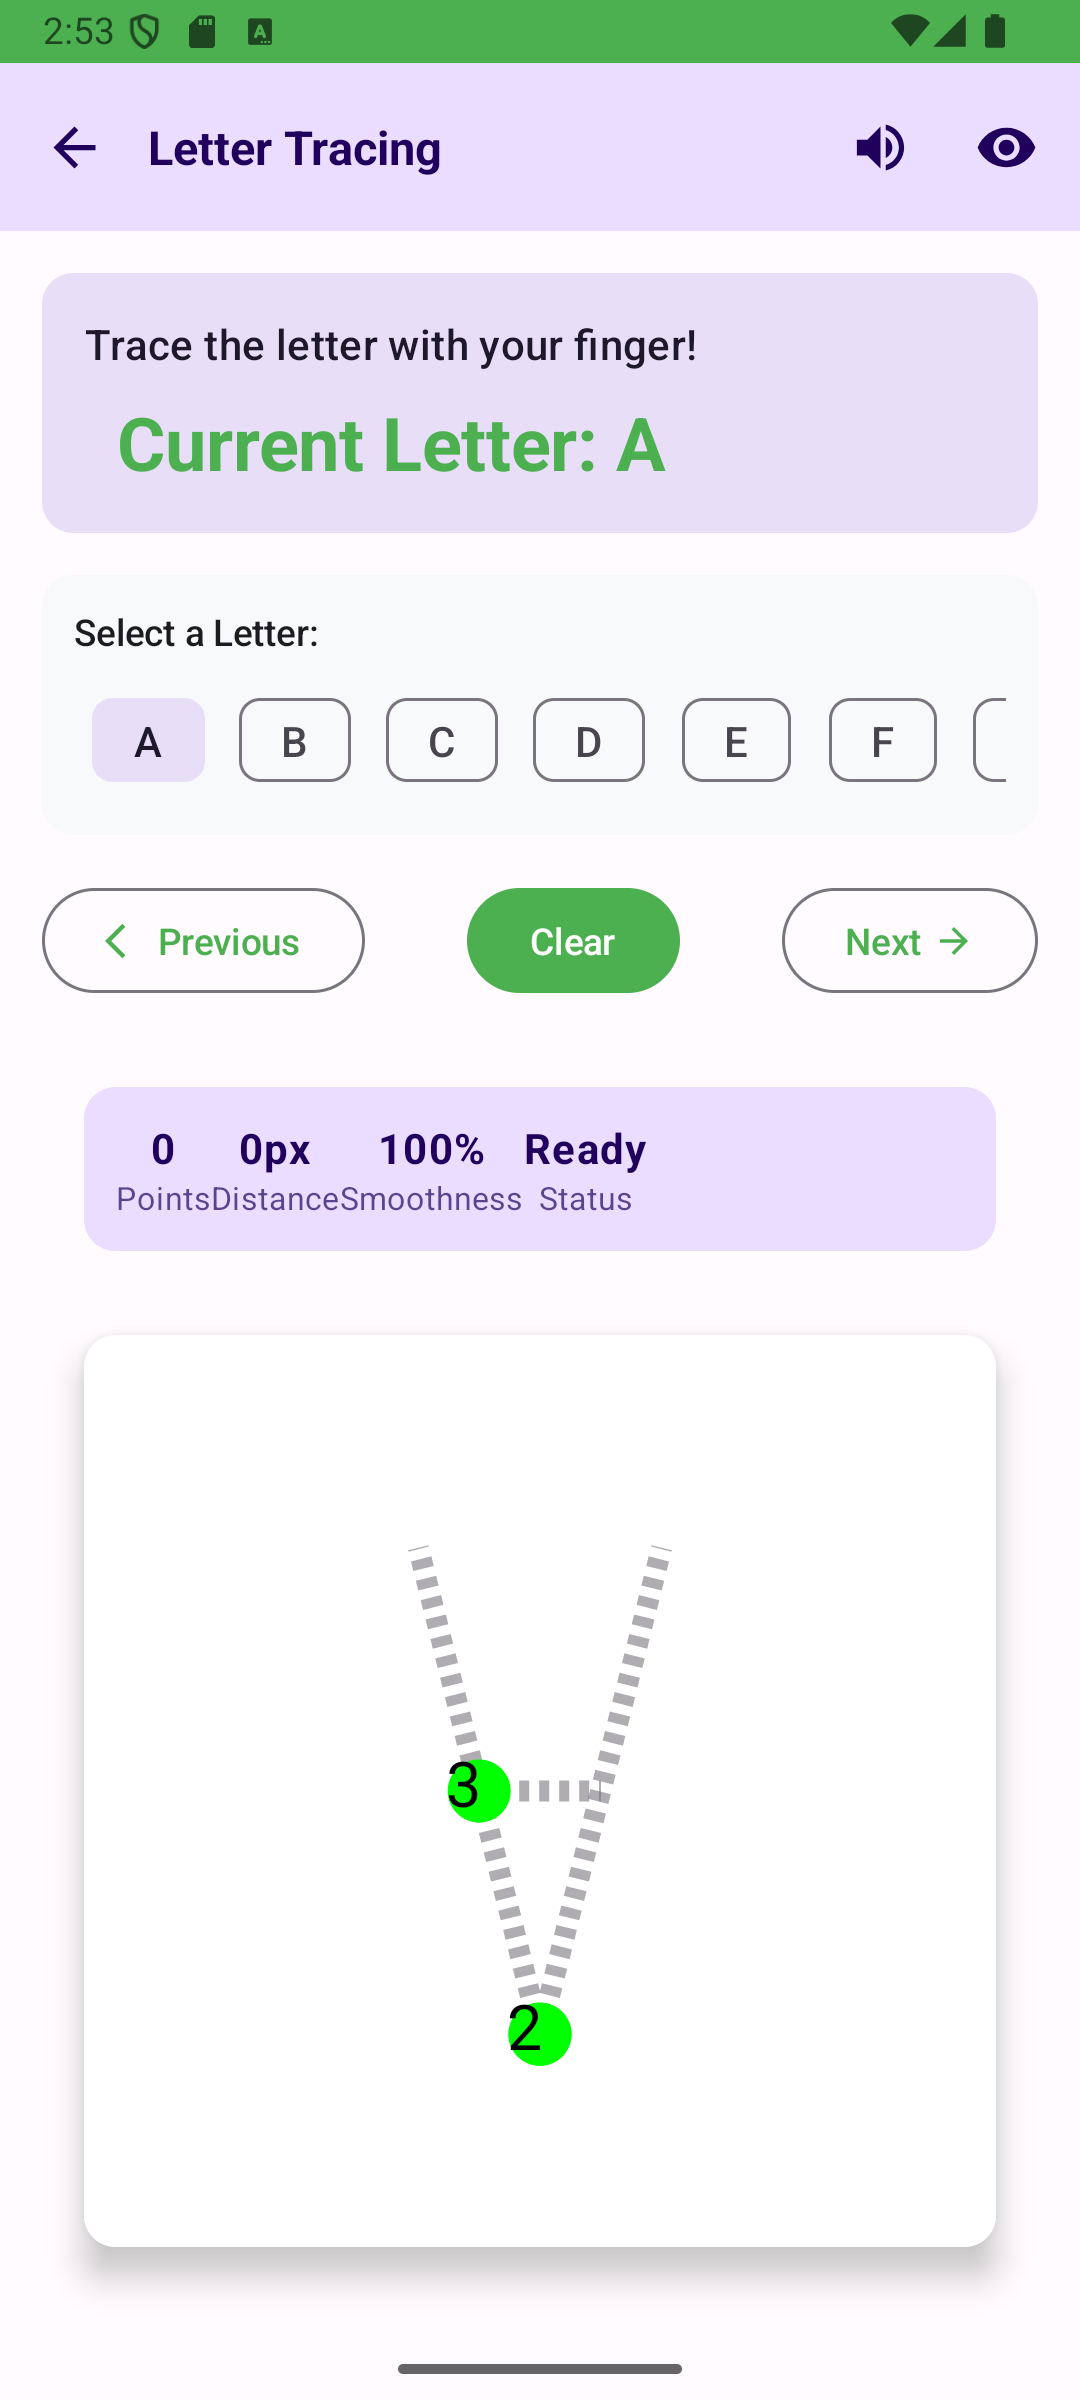 2:53
Letter Tracing
Trace the letter with your finger!
Current Letter: A
Select a Letter:
A B C D E F
Previous Clear Next
0 0px 100% Ready
Points Distance Smoothness Status
3
2